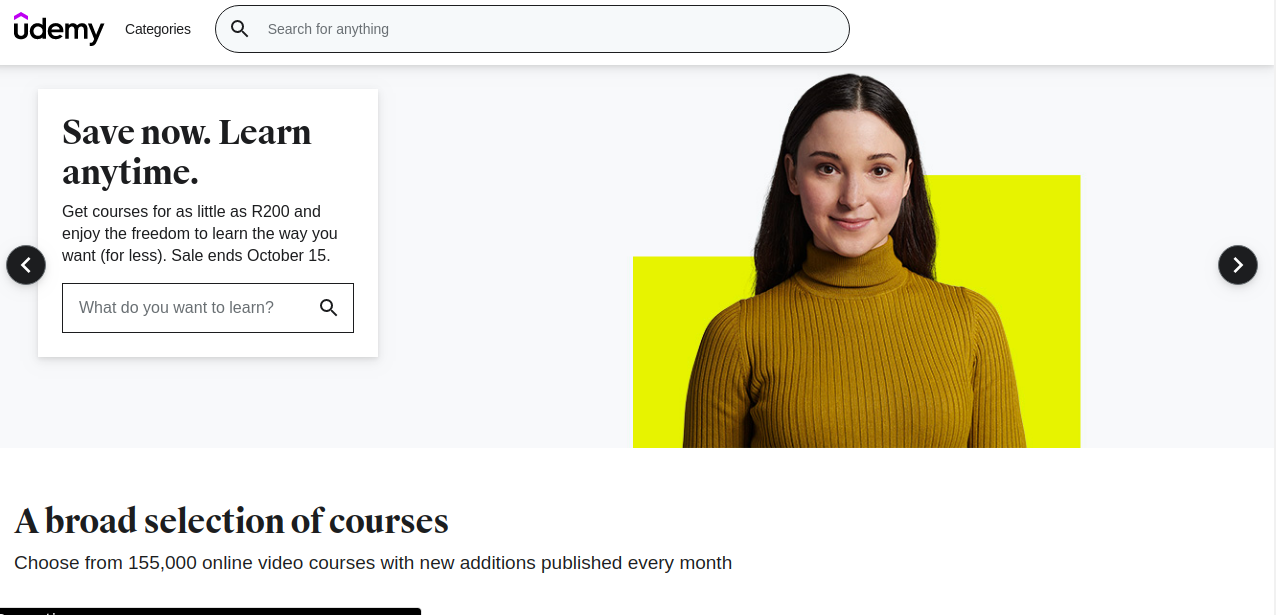 udemy
Categories
Search for anything
Save now. Learn
anytime.
Get courses for as little as R200 and
enjoy the freedom to learn the way you
want (for less). Sale ends October 15.
What do you want to learn?
A broad selection of courses
Choose from 155,000 online video courses with new additions published every month